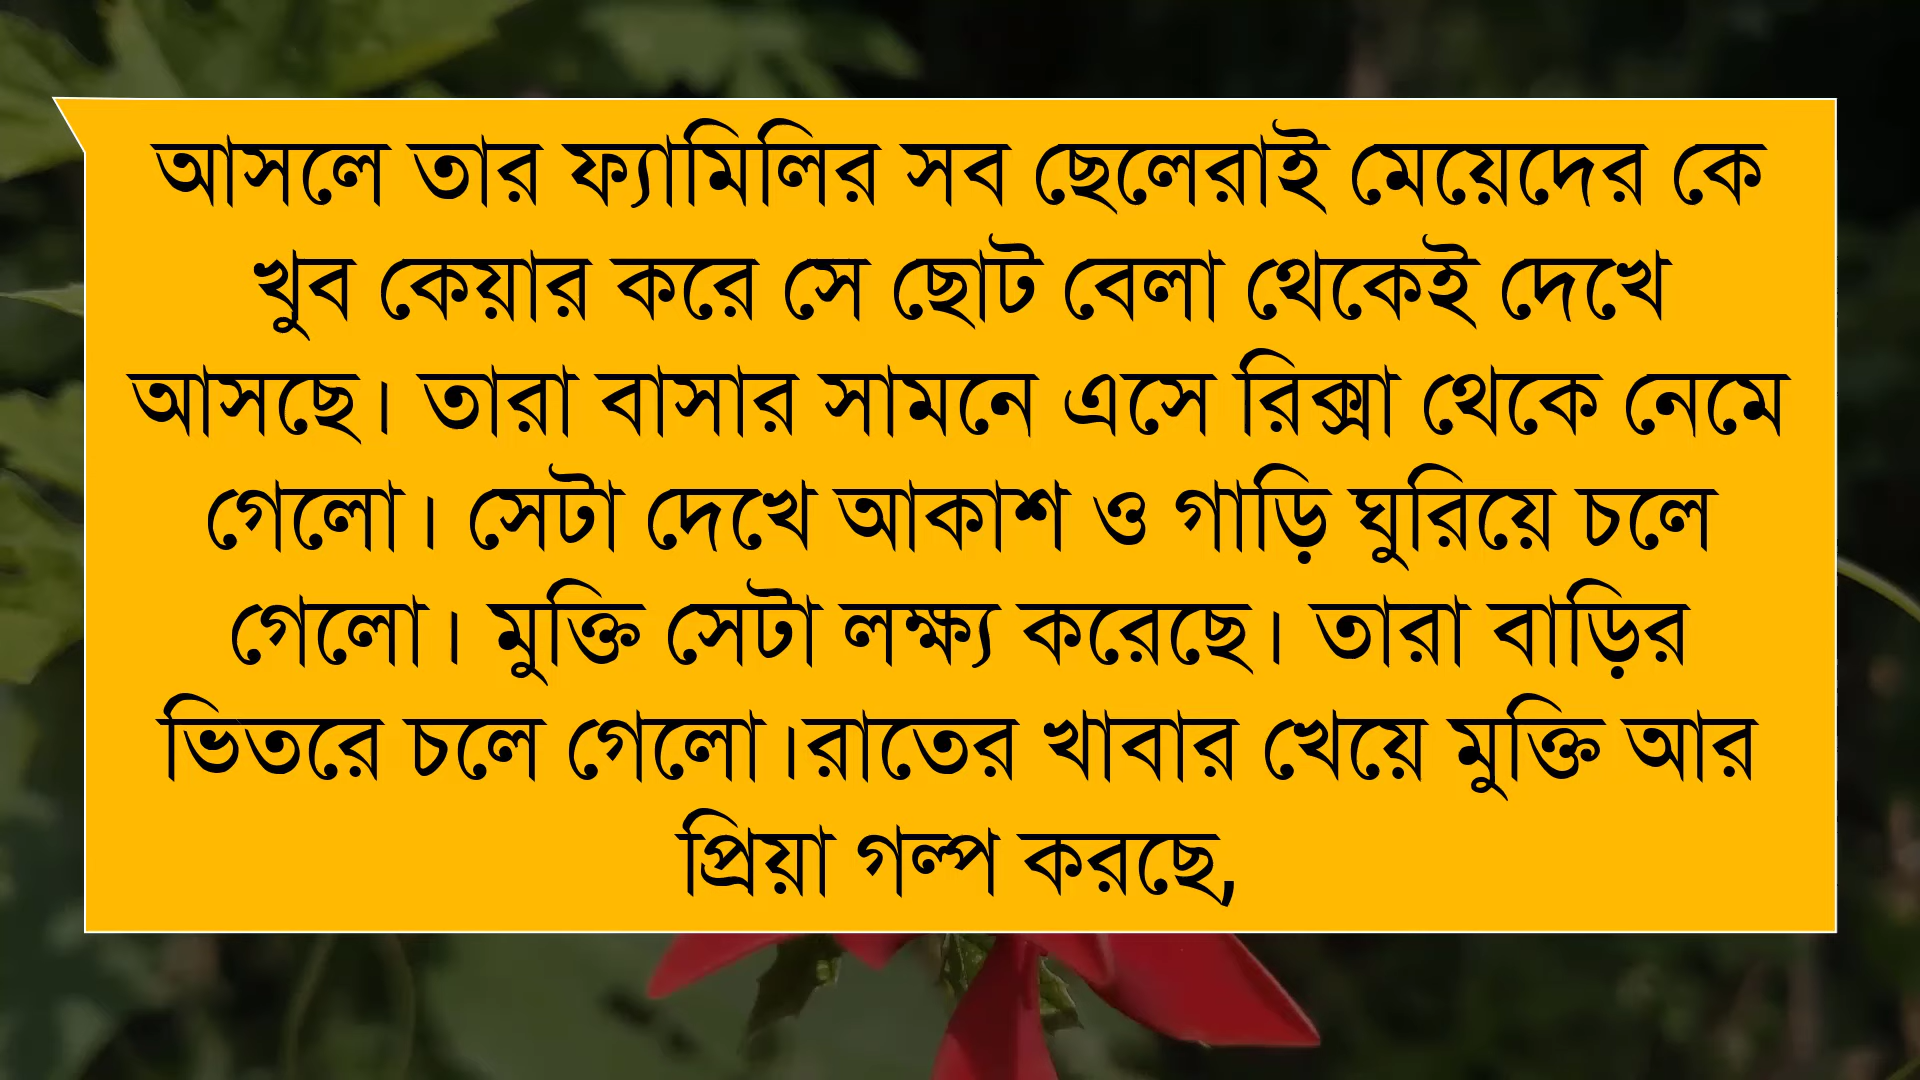 আসলে তার ফ্যামিলির সব ছেলেরাই মেয়েদের কে
খুব কেয়ার করে সে ছোট বেলা থেকেই দেখে
আসছে। তারা বাসার সামনে এসে রিক্সা থেকে নেমে
গেলো। সেটা দেখে আকাশ ও গাড়ি ঘুরিয়ে চলে
গেলো। মুক্তি সেটা লক্ষ্য করেছে। তারা বাড়ির
ভিতরে চলে গেলো।রাতের খাবার খেয়ে মুক্তি আর
প্রিয়া গল্প করছে,